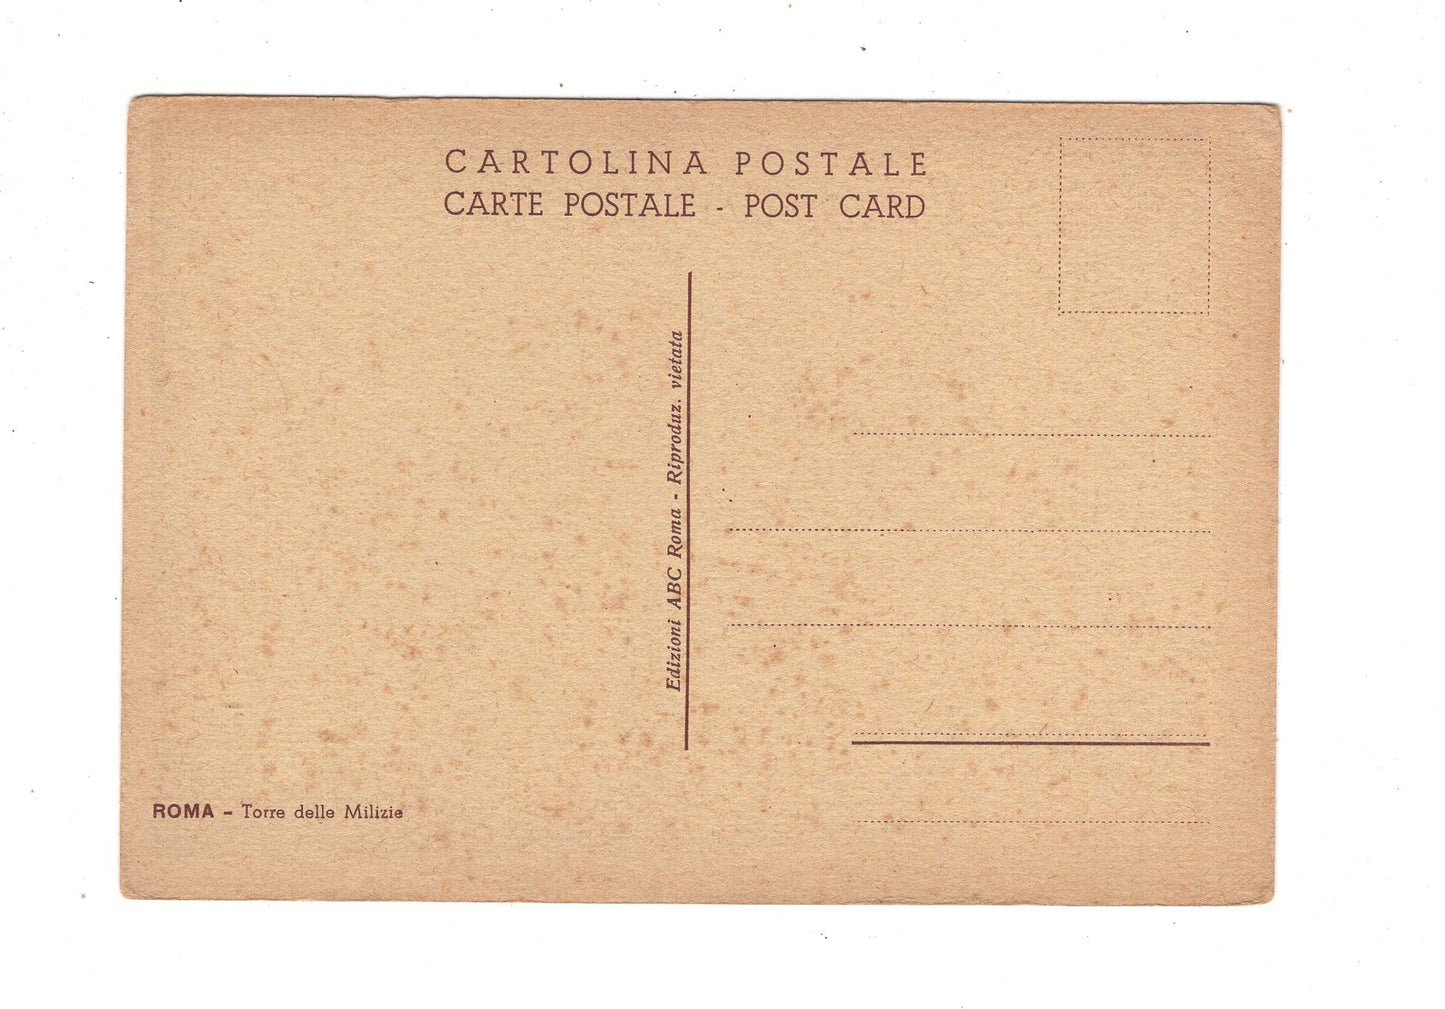 CARTOLINA POSTALE
CARTE POSTALE - POST CARD
Edizioni ABC Roma - Riproduz. vietata
ROMA - Torre delle Milizie